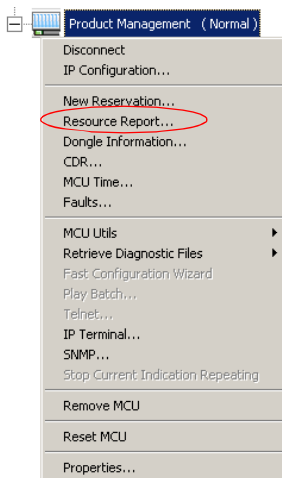 Product Management   ( Normal )
Disconnect
IP Configuration...
New Reservation...
Resource Report...
Dongle Information...
CDR...
MCU Time...
Faults...
MCU Utils
Retrieve Diagnostic Files
Fast Configuration Wizard
Play Batch...
Telnet...
IP Terminal...
SNMP...
Stop Current Indication Repeating
Remove MCU
Reset MCU
Properties...